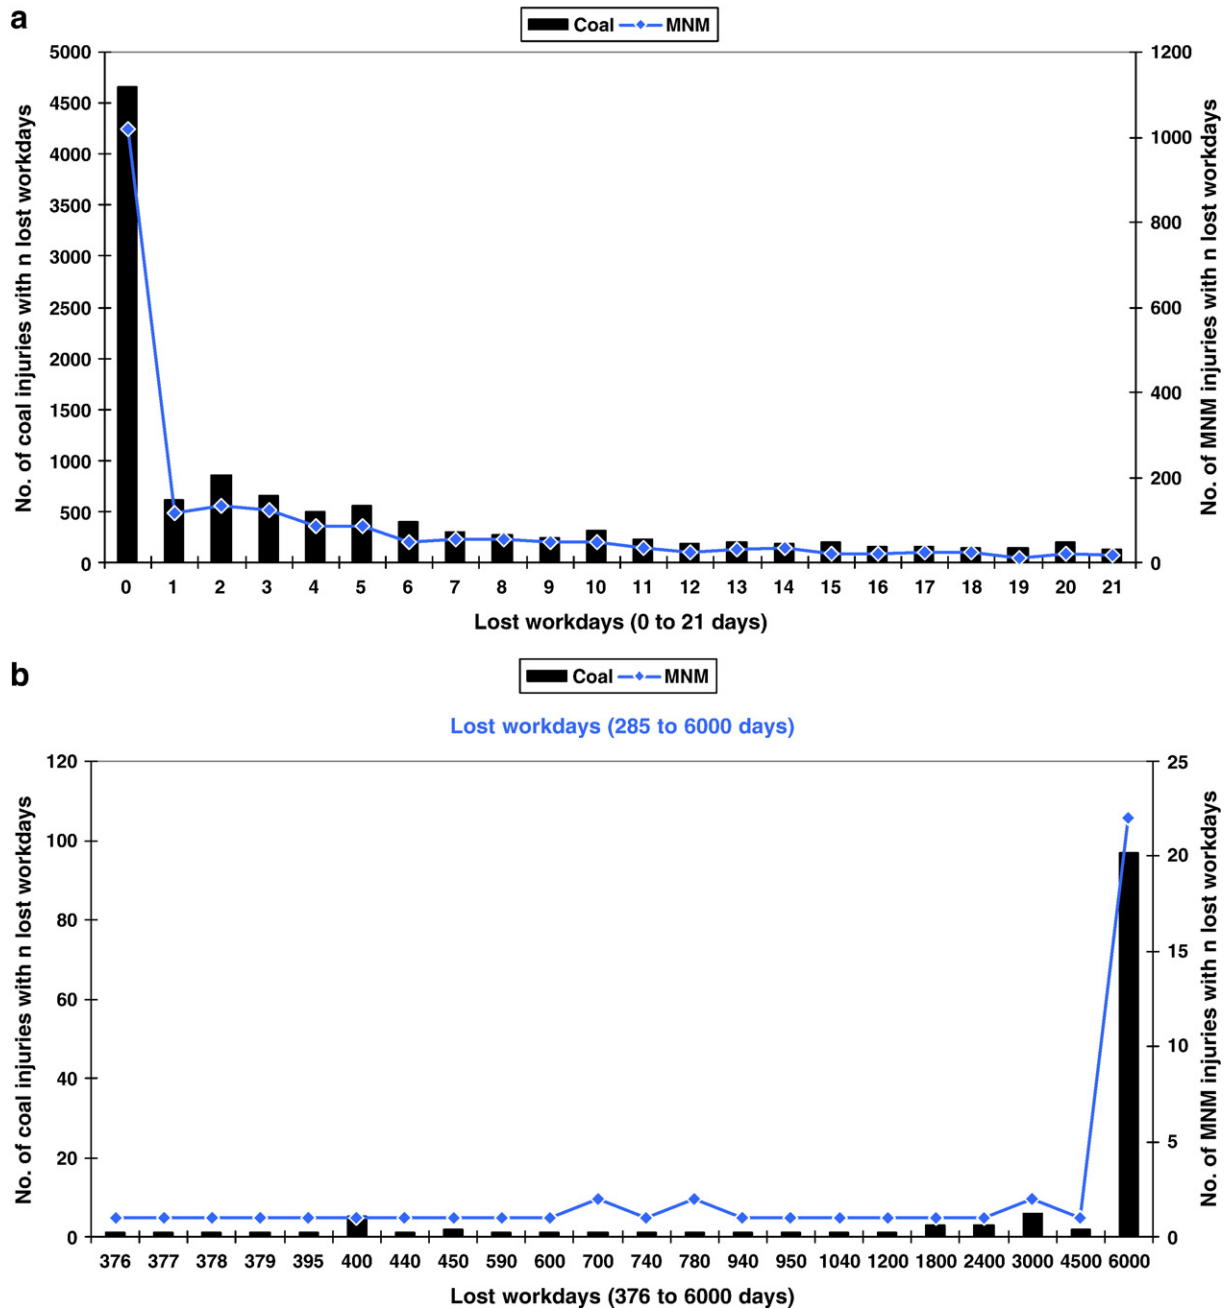 a
Coal MNM
5000
4500
4000
3500
3000
2500
2000
1500
1000
500
0
No. of coal injuries with n lost workdays
1200
1000
800
600
400
200
0
No. of MNM injuries with n lost workdays
0 1 2 3 4 5 6 7 8 9 10 11 12 13 14 15 16 17 18 19 20 21
Lost workdays (0 to 21 days)
b
Coal MNM
Lost workdays (285 to 6000 days)
120
100
80
60
40
20
0
No. of coal injuries with n lost workdays
25
20
15
10
5
0
No. of MNM injuries with n lost workdays
376 377 378 379 395 400 440 450 590 600 700 740 780 940 950 1040 1200 1800 2400 3000 4500 6000
Lost workdays (376 to 6000 days)